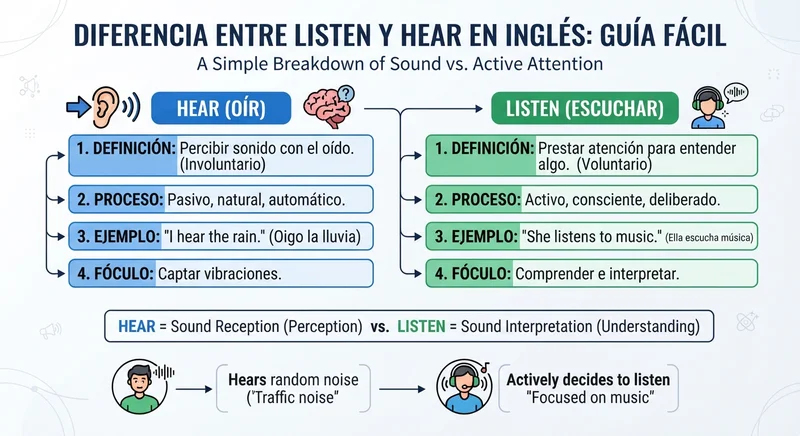 DIFERENCIA ENTRE LISTEN Y HEAR EN INGLÉS: GUÍA FÁCIL
A Simple Breakdown of Sound vs. Active Attention
HEAR (OÍR)
?
1. DEFINICIÓN: Percibir sonido con el oído.
(Involuntario)
2. PROCESO: Pasivo, natural, automático.
3. EJEMPLO: "I hear the rain." (Oigo la lluvia)
4. FÓCULO: Captar vibraciones.
LISTEN (ESCUCHAR)
1. DEFINICIÓN: Prestar atención para entender
algo. (Voluntario)
2. PROCESO: Activo, consciente, deliberado.
3. EJEMPLO: "She listens to music." (Ella escucha música)
4. FÓCULO: Comprender e interpretar.
HEAR = Sound Reception (Perception) vs. LISTEN = Sound Interpretation (Understanding)
Hears random noise
('Traffic noise"
Actively decides to listen
"Focused on music"